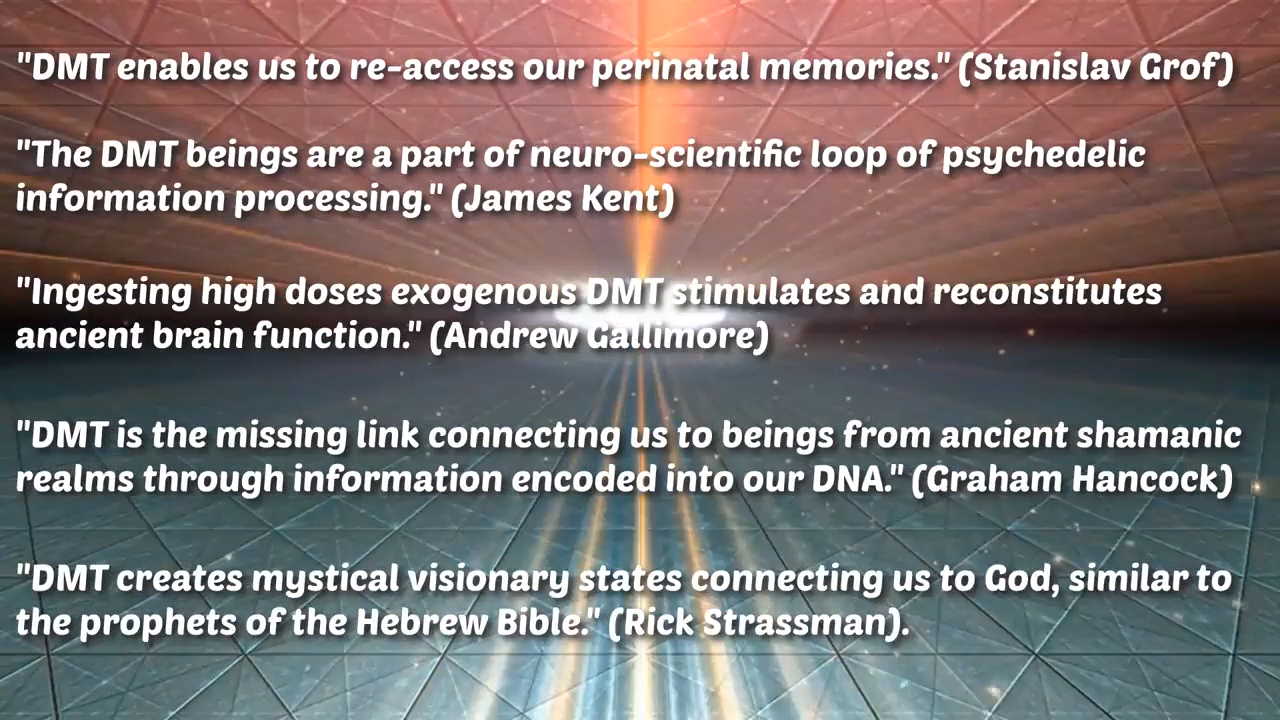 "DMT enables us to re-access our perinatal memories." (Stanislav Grof)
"The DMT beings are a part of neuro-scientific loop of psychedelic
information processing." (James Kent)
"Ingesting high doses exogenous DMT stimulates and reconstitutes
ancient brain function." (Andrew Gallimore)
"DMT is the missing link connecting us to beings from ancient shamanic
realms through information encoded into our DNA." (Graham Hancock)
"DMT creates mystical visionary states connecting us to God, similar to
the prophets of the Hebrew Bible." (Rick Strassman).